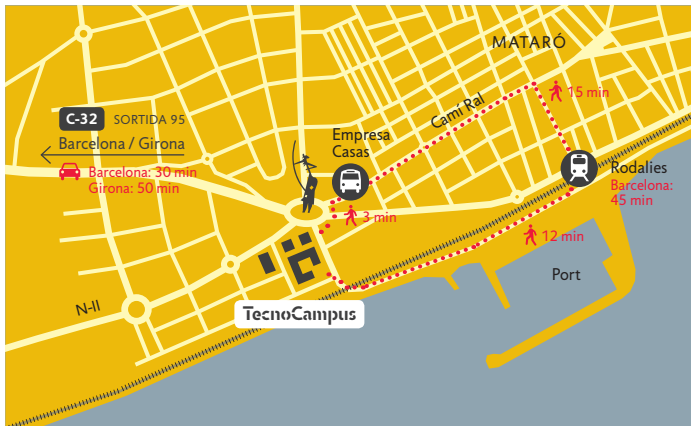 MATARÓ
15 min
Camí Ral
C-32 SORTIDA 95
Barcelona / Girona
Empresa
Casas
Barcelona: 30 min
Girona: 50 min
Rodalies
Barcelona:
45 min
3 min
12 min
Port
N-II
TecnoCampus